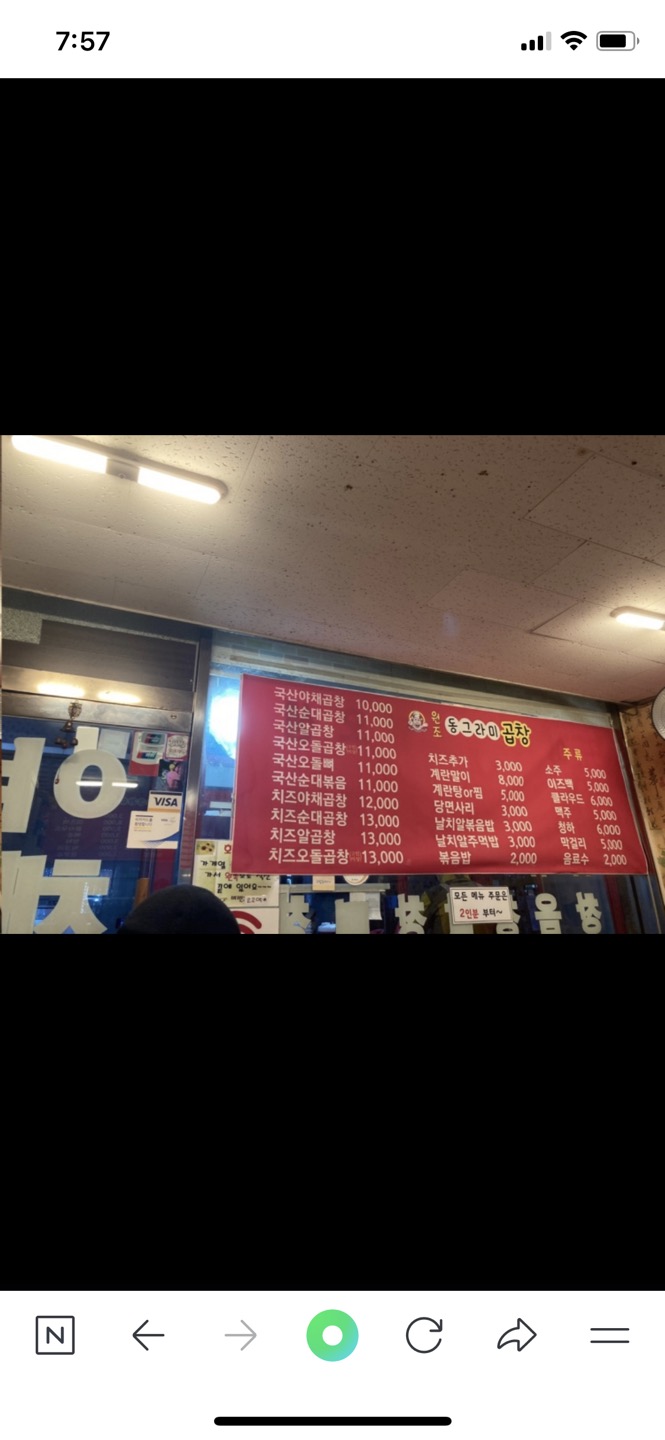 7:57
국산야채곱창 10,000
국산순대곱창 11,000
국산알곱창 11,000
국산오돌곱창 11,000
국산오돌뼈 11,000
국산순대볶음 11,000
치즈야채곱창 12,000
치즈순대곱창 13,000
치즈알곱창 13,000
치즈오돌곱창 13,000
원조 동그라미 곱창
치즈추가 3,000
계란말이 8,000
계란탕or찜 5,000
당면사리 3,000
날치알볶음밥 3,000
날치알주먹밥 3,000
볶음밥 2,000
주류
소주 5,000
이즈백 5,000
클라우드 6,000
맥주 5,000
청하 6,000
막걸리 5,000
음료수 2,000
VISA
모든 메뉴 주문은
2인분 부터~
N